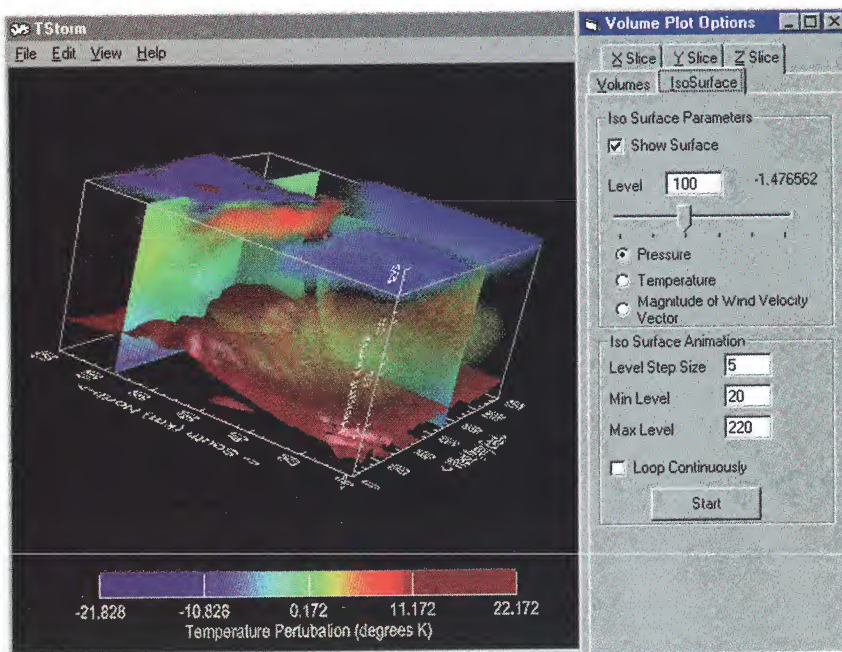 TStorm
File Edit View Help
-21.828 -10.828 0.172 11.172 22.172
Temperature Pertubation (degrees K)
Volume Plot Options
X Slice Y Slice Z Slice
Volumes IsoSurface
Iso Surface Parameters
Show Surface
Level 100 -1.476562
Pressure
Temperature
Magnitude of Wind Velocity
Vector
Iso Surface Animation
Level Step Size 5
Min Level 20
Max Level 220
Loop Continuously
Start